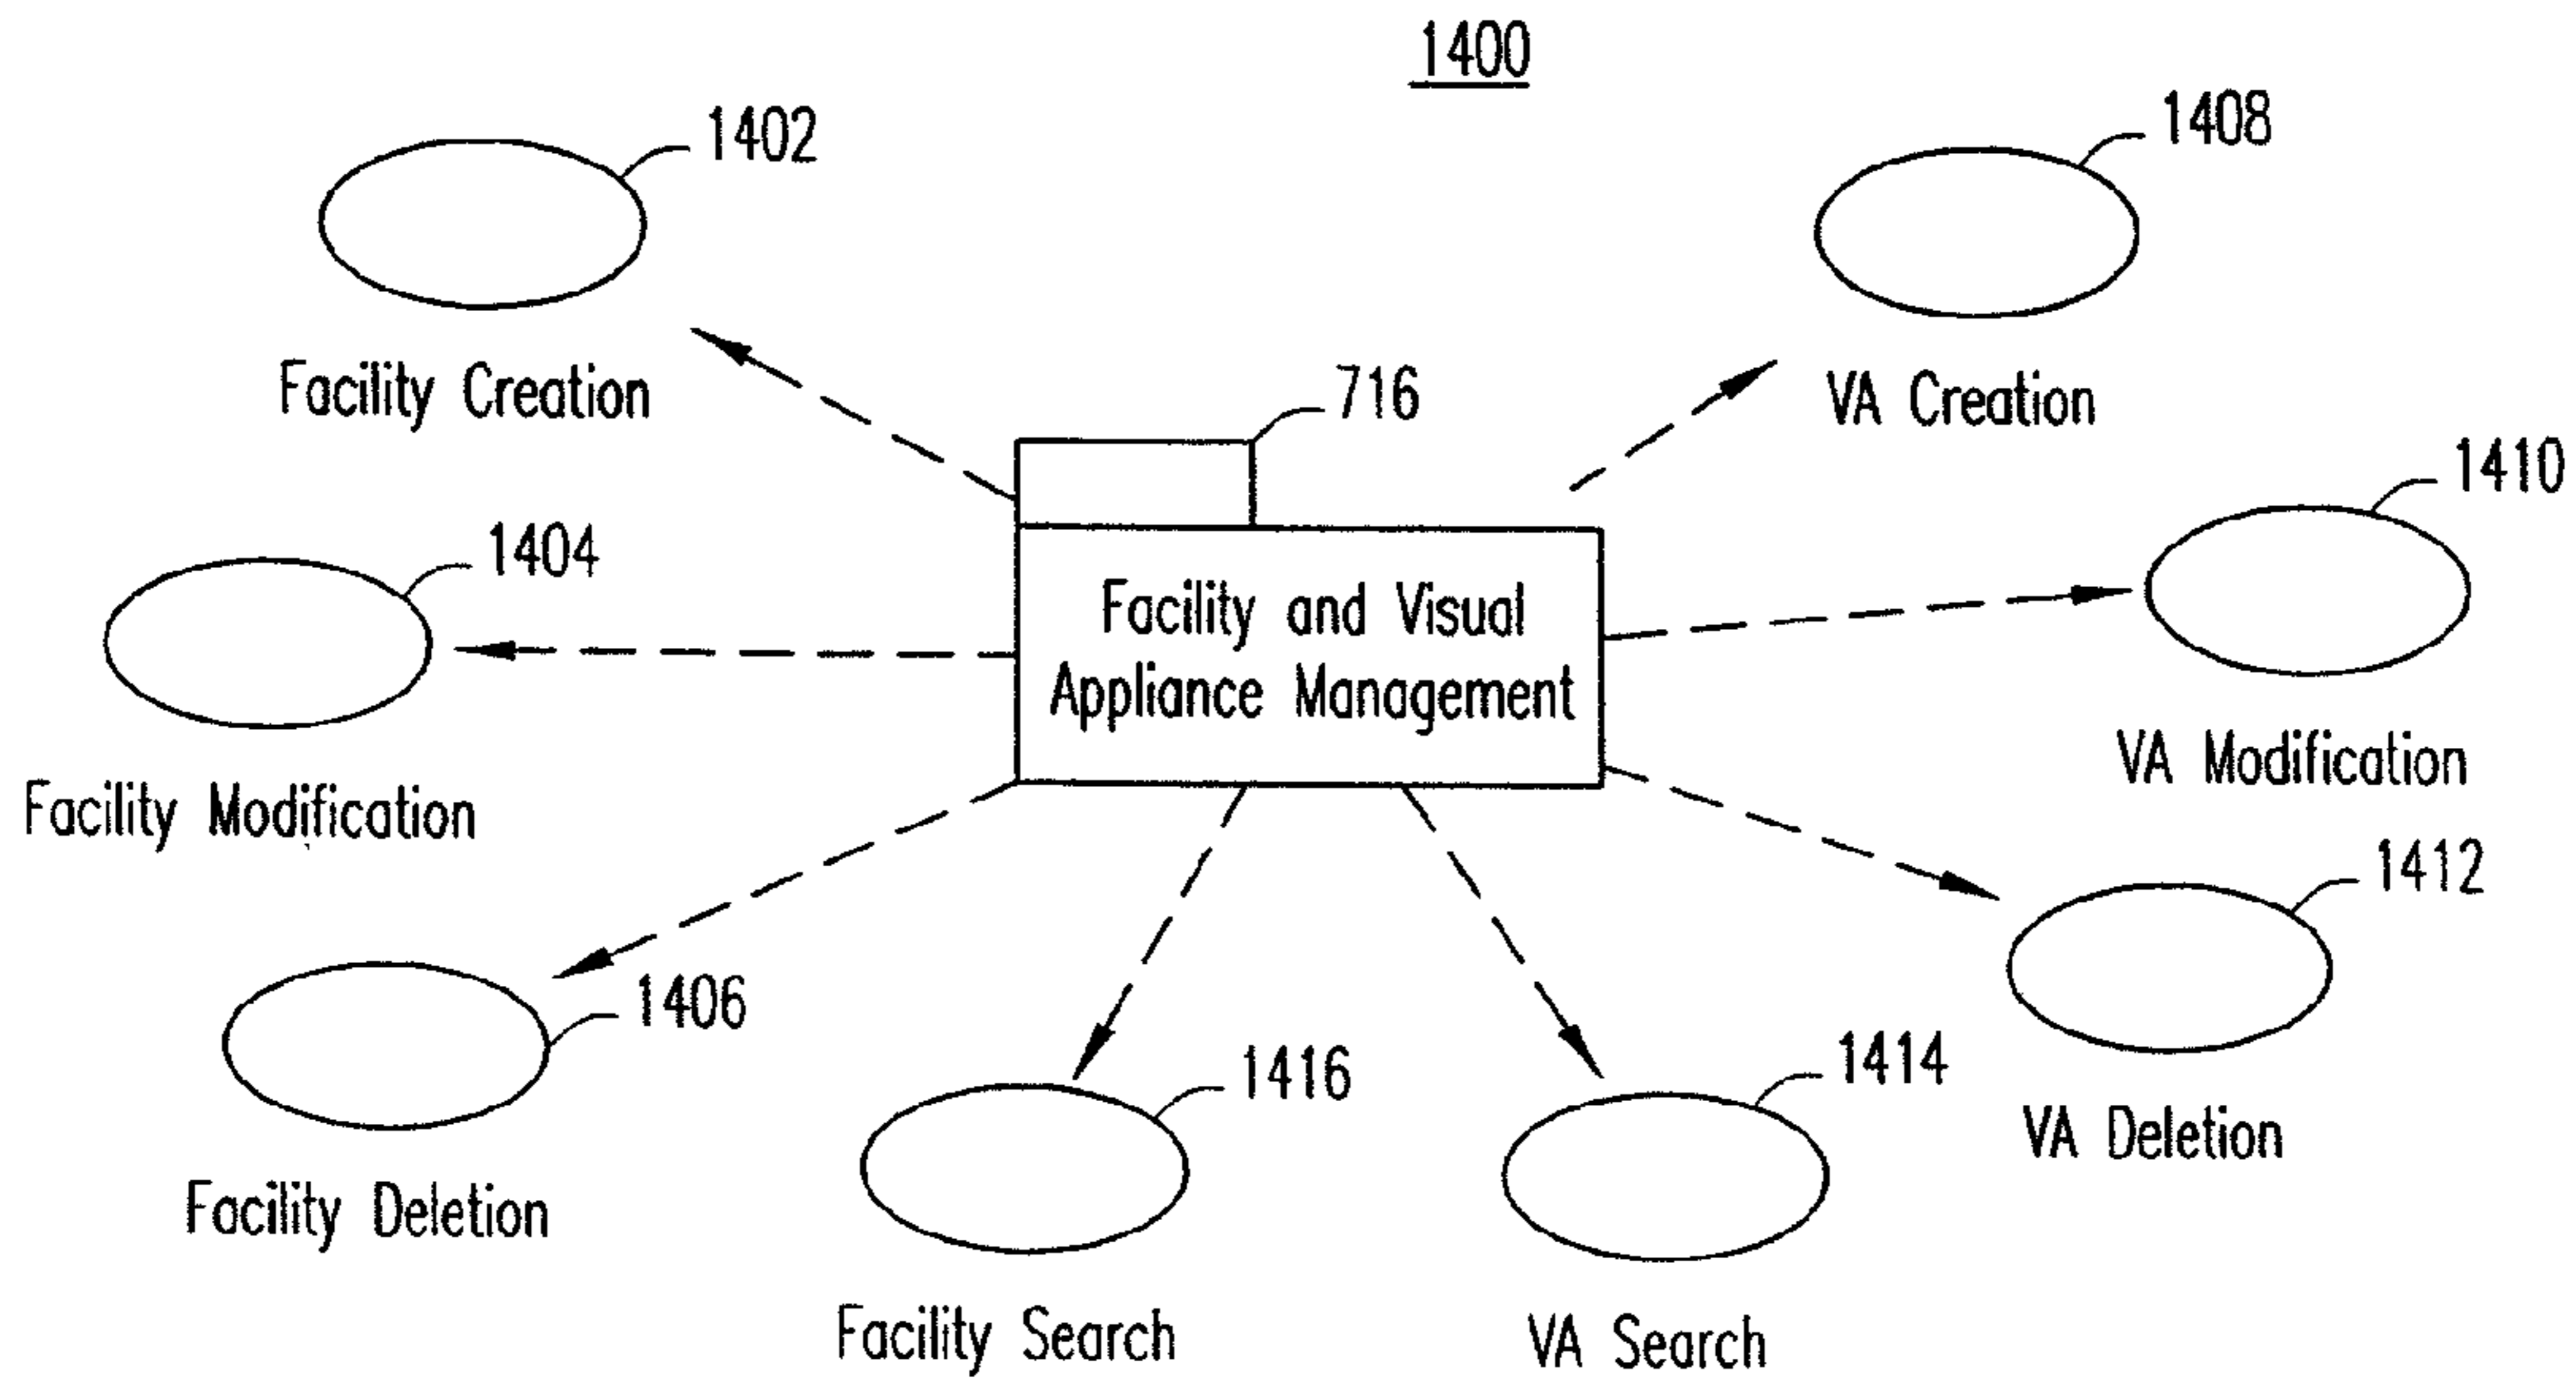 1400
1402
1408
Facility Creation
716
VA Creation
1410
1404
Facility and Visual
Appliance Management
VA Modification
Facility Modification
1412
1406
1416
1414
VA Deletion
Facility Deletion
Facility Search
VA Search